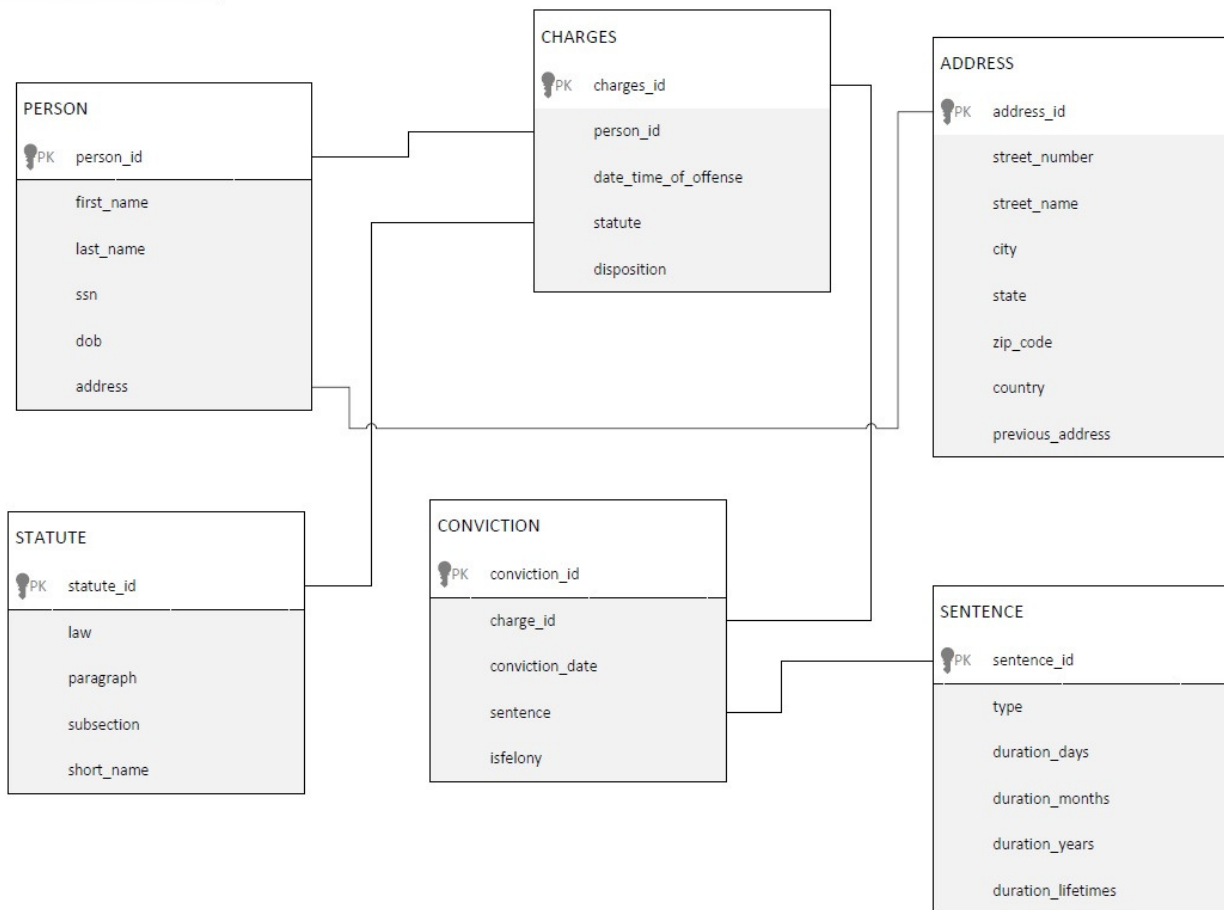 PERSON
PK person_id
first_name
last_name
ssn
dob
address
CHARGES
PK charges_id
person_id
date_time_of_offense
statute
disposition
ADDRESS
PK address_id
street_number
street_name
city
state
zip_code
country
previous_address
STATUTE
PK statute_id
law
paragraph
subsection
short_name
CONVICTION
PK conviction_id
charge_id
conviction_date
sentence
isfelony
SENTENCE
PK sentence_id
type
duration_days
duration_months
duration_years
duration_lifetimes